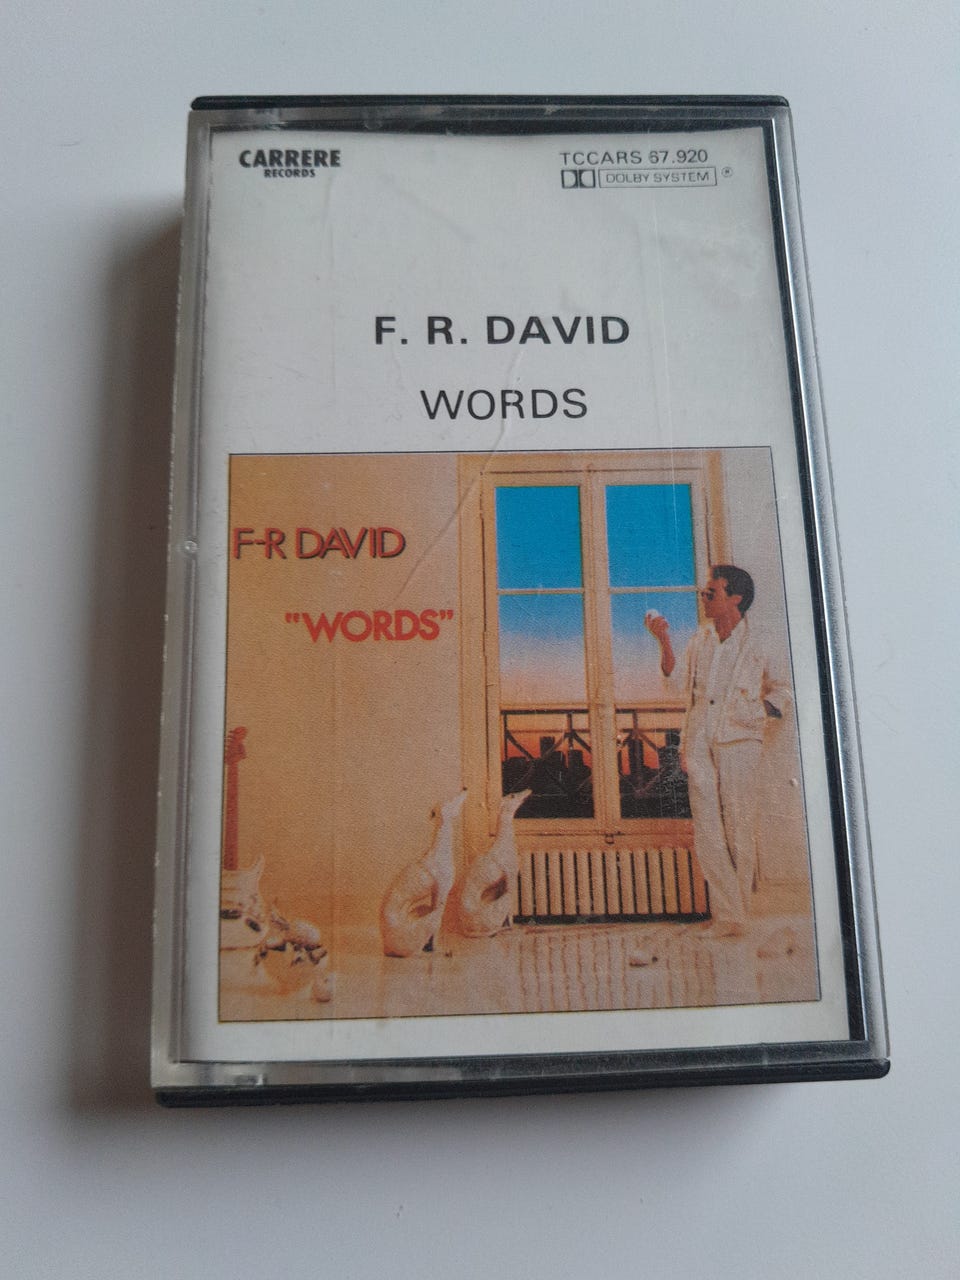 CARRERE
RECORDS
TCCARS 67.920
DOLBY SYSTEM ®
F. R. DAVID
WORDS
F-R DAVID
"WORDS"